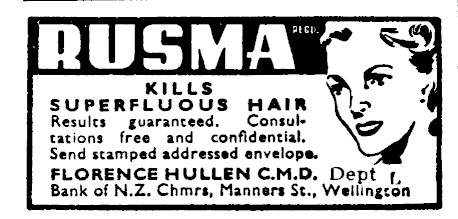 RUSMA REGD.
KILLS
SUPERFLUOUS HAIR
Results guaranteed. Consul-
tations free and confidential.
Send stamped addressed envelope.
FLORENCE HULLEN C.M.D. Dept f,
Bank of N.Z. Chmrs, Manners St., Wellington